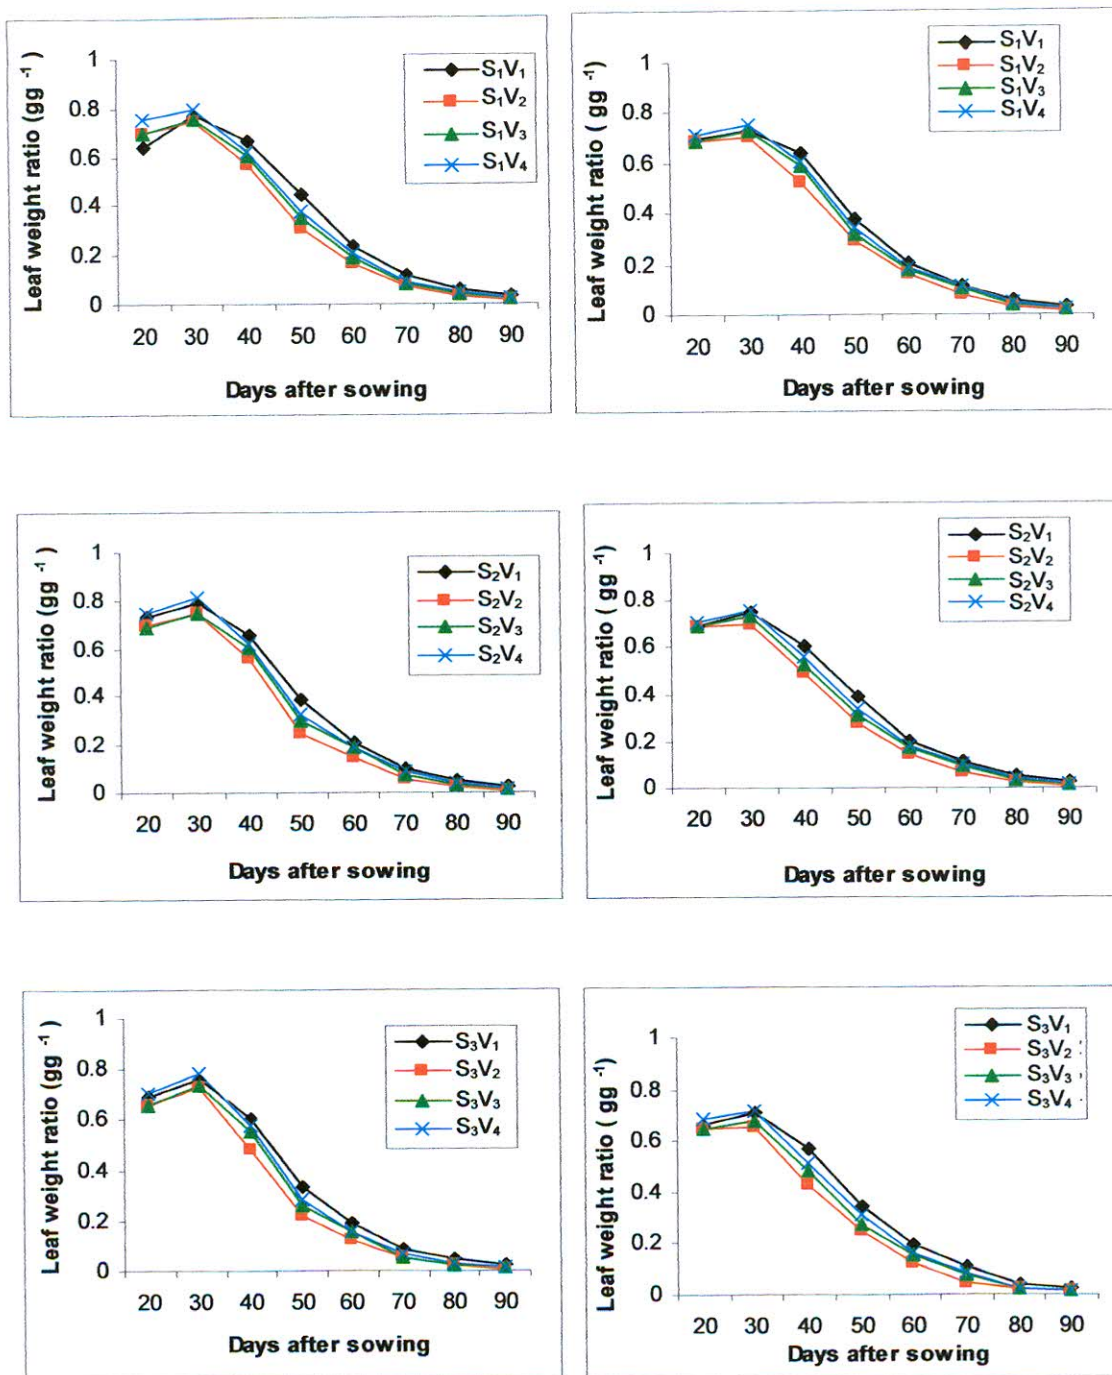 Leaf weight ratio (gg ⁻¹ )
1
0.8
0.6
0.4
0.2
0
20 30 40 50 60 70 80 90
Days after sowing
S₁V₁
S₁V₂
S₁V₃
S₁V₄
Leaf weight ratio ( gg ⁻¹)
1
0.8
0.6
0.4
0.2
0
20 30 40 50 60 70 80 90
Days after sowing
S₁V₁
S₁V₂
S₁V₃
S₁V₄
Leaf weight ratio (gg ⁻¹ )
1
0.8
0.6
0.4
0.2
0
20 30 40 50 60 70 80 90
Days after sowing
S₂V₁
S₂V₂
S₂V₃
S₂V₄
Leaf weight ratio ( gg ⁻¹)
1
0.8
0.6
0.4
0.2
0
20 30 40 50 60 70 80 90
Days after sowing
S₂V₁
S₂V₂
S₂V₃
S₂V₄
Leaf weight ratio (gg ⁻¹ )
1
0.8
0.6
0.4
0.2
0
20 30 40 50 60 70 80 90
Days after sowing
S₃V₁
S₃V₂
S₃V₃
S₃V₄
Leaf weight ratio ( gg ⁻¹)
1
0.8
0.6
0.4
0.2
0
20 30 40 50 60 70 80 90
Days after sowing
S₃V₁
S₃V₂
S₃V₃
S₃V₄